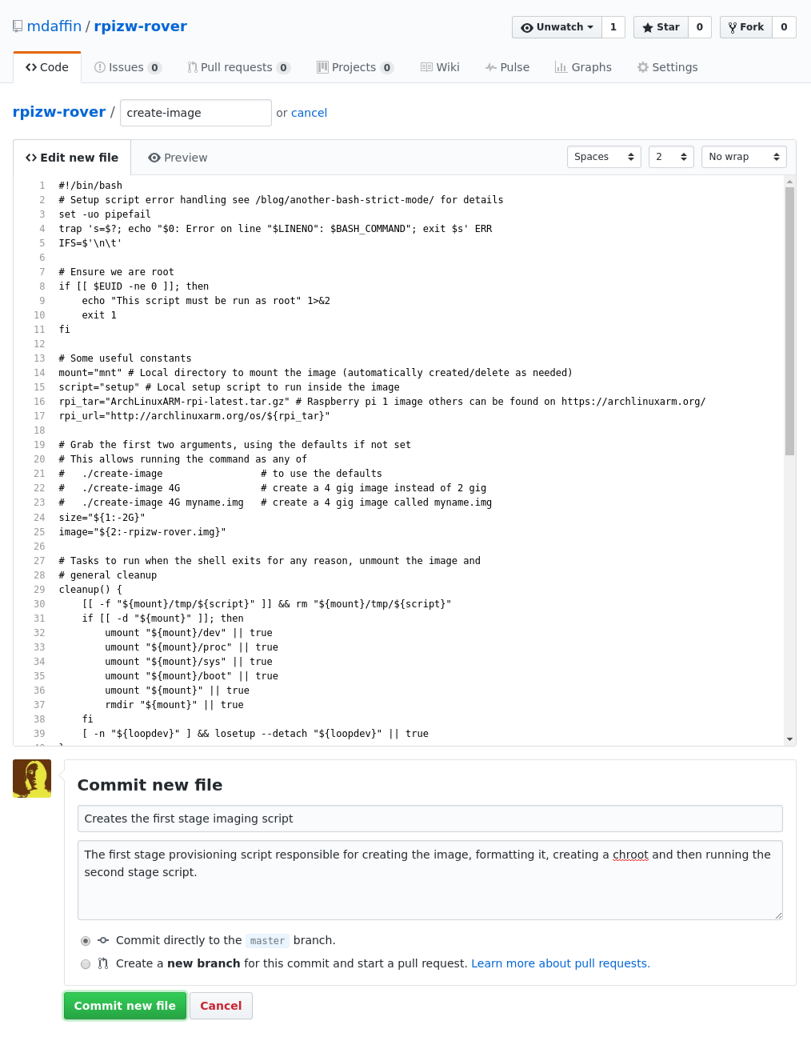 mdaffin / rpizw-rover
Unwatch 1 Star 0 Fork 0
Code Issues 0 Pull requests 0 Projects 0 Wiki Pulse Graphs Settings
rpizw-rover / create-image or cancel
Edit new file Preview Spaces 2 No wrap
1 #!/bin/bash
2 # Setup script error handling see /blog/another-bash-strict-mode/ for details
3 set -uo pipefail
4 trap 's=$?; echo "$0: Error on line "$LINENO": $BASH_COMMAND"; exit $s' ERR
5 IFS=$'\n\t'
6
7 # Ensure we are root
8 if [[ $EUID -ne 0 ]]; then
9     echo "This script must be run as root" 1>&2
10     exit 1
11 fi
12
13 # Some useful constants
14 mount="mnt" # Local directory to mount the image (automatically created/delete as needed)
15 script="setup" # Local setup script to run inside the image
16 rpi_tar="ArchLinuxARM-rpi-latest.tar.gz" # Raspberry pi 1 image others can be found on https://archlinuxarm.org/
17 rpi_url="http://archlinuxarm.org/os/${rpi_tar}"
18
19 # Grab the first two arguments, using the defaults if not set
20 # This allows running the command as any of
21 #   ./create-image                 # to use the defaults
22 #   ./create-image 4G              # create a 4 gig image instead of 2 gig
23 #   ./create-image 4G myname.img   # create a 4 gig image called myname.img
24 size="${1:-2G}"
25 image="${2:-rpizw-rover.img}"
26
27 # Tasks to run when the shell exits for any reason, unmount the image and
28 # general cleanup
29 cleanup() {
30     [[ -f "${mount}/tmp/${script}" ]] && rm "${mount}/tmp/${script}"
31     if [[ -d "${mount}" ]]; then
32         umount "${mount}/dev" || true
33         umount "${mount}/proc" || true
34         umount "${mount}/sys" || true
35         umount "${mount}/boot" || true
36         umount "${mount}" || true
37         rmdir "${mount}" || true
38     fi
39     [ -n "${loopdev}" ] && losetup --detach "${loopdev}" || true
Commit new file
Creates the first stage imaging script
The first stage provisioning script responsible for creating the image, formatting it, creating a chroot and then running the
second stage script.
Commit directly to the master branch.
Create a new branch for this commit and start a pull request. Learn more about pull requests.
Commit new file Cancel